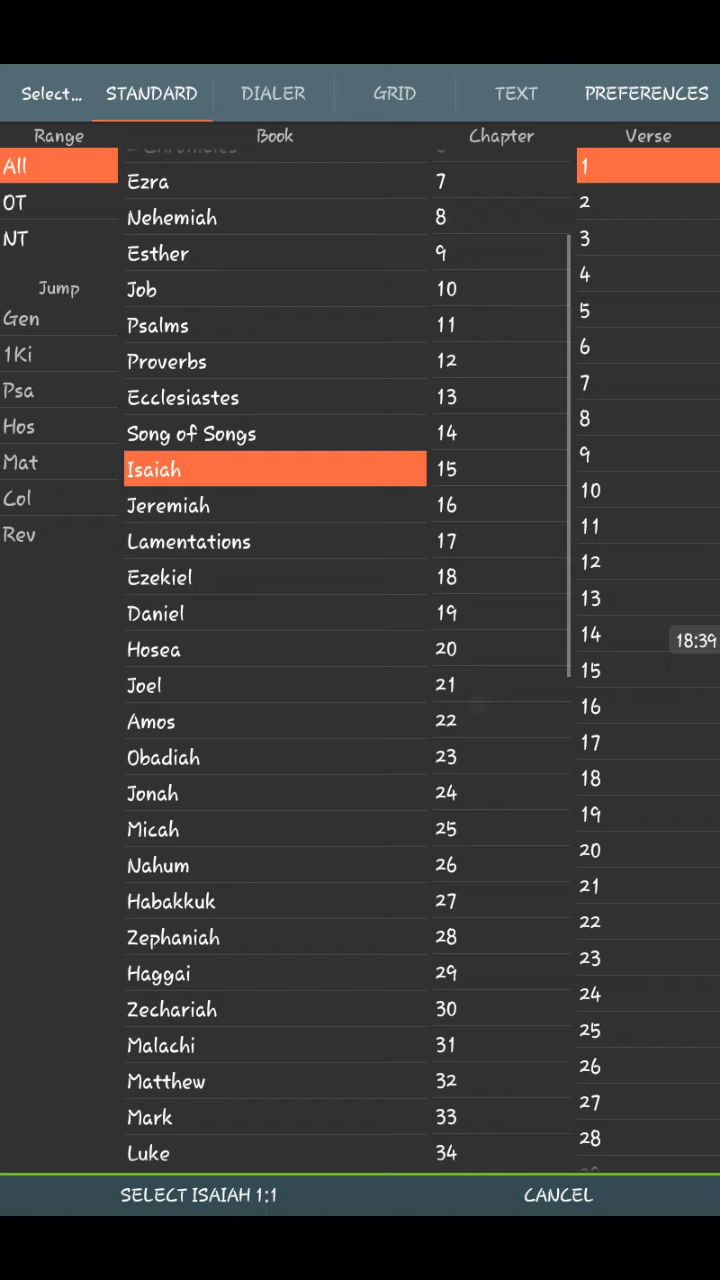 Select... STANDARD DIALER GRID TEXT PREFERENCES
Range Book Chapter Verse
All
OT
NT
Jump
Gen
1Ki
Psa
Hos
Mat
Col
Rev
Chronicles
Ezra
Nehemiah
Esther
Job
Psalms
Proverbs
Ecclesiastes
Song of Songs
Isaiah
Jeremiah
Lamentations
Ezekiel
Daniel
Hosea
Joel
Amos
Obadiah
Jonah
Micah
Nahum
Habakkuk
Zephaniah
Haggai
Zechariah
Malachi
Matthew
Mark
Luke
7
8
9
10
11
12
13
14
15
16
17
18
19
20
21
22
23
24
25
26
27
28
29
30
31
32
33
34
1
2
3
4
5
6
7
8
9
10
11
12
13
14
15
16
17
18
19
20
21
22
23
24
25
26
27
28
18:39
SELECT ISAIAH 1:1 CANCEL